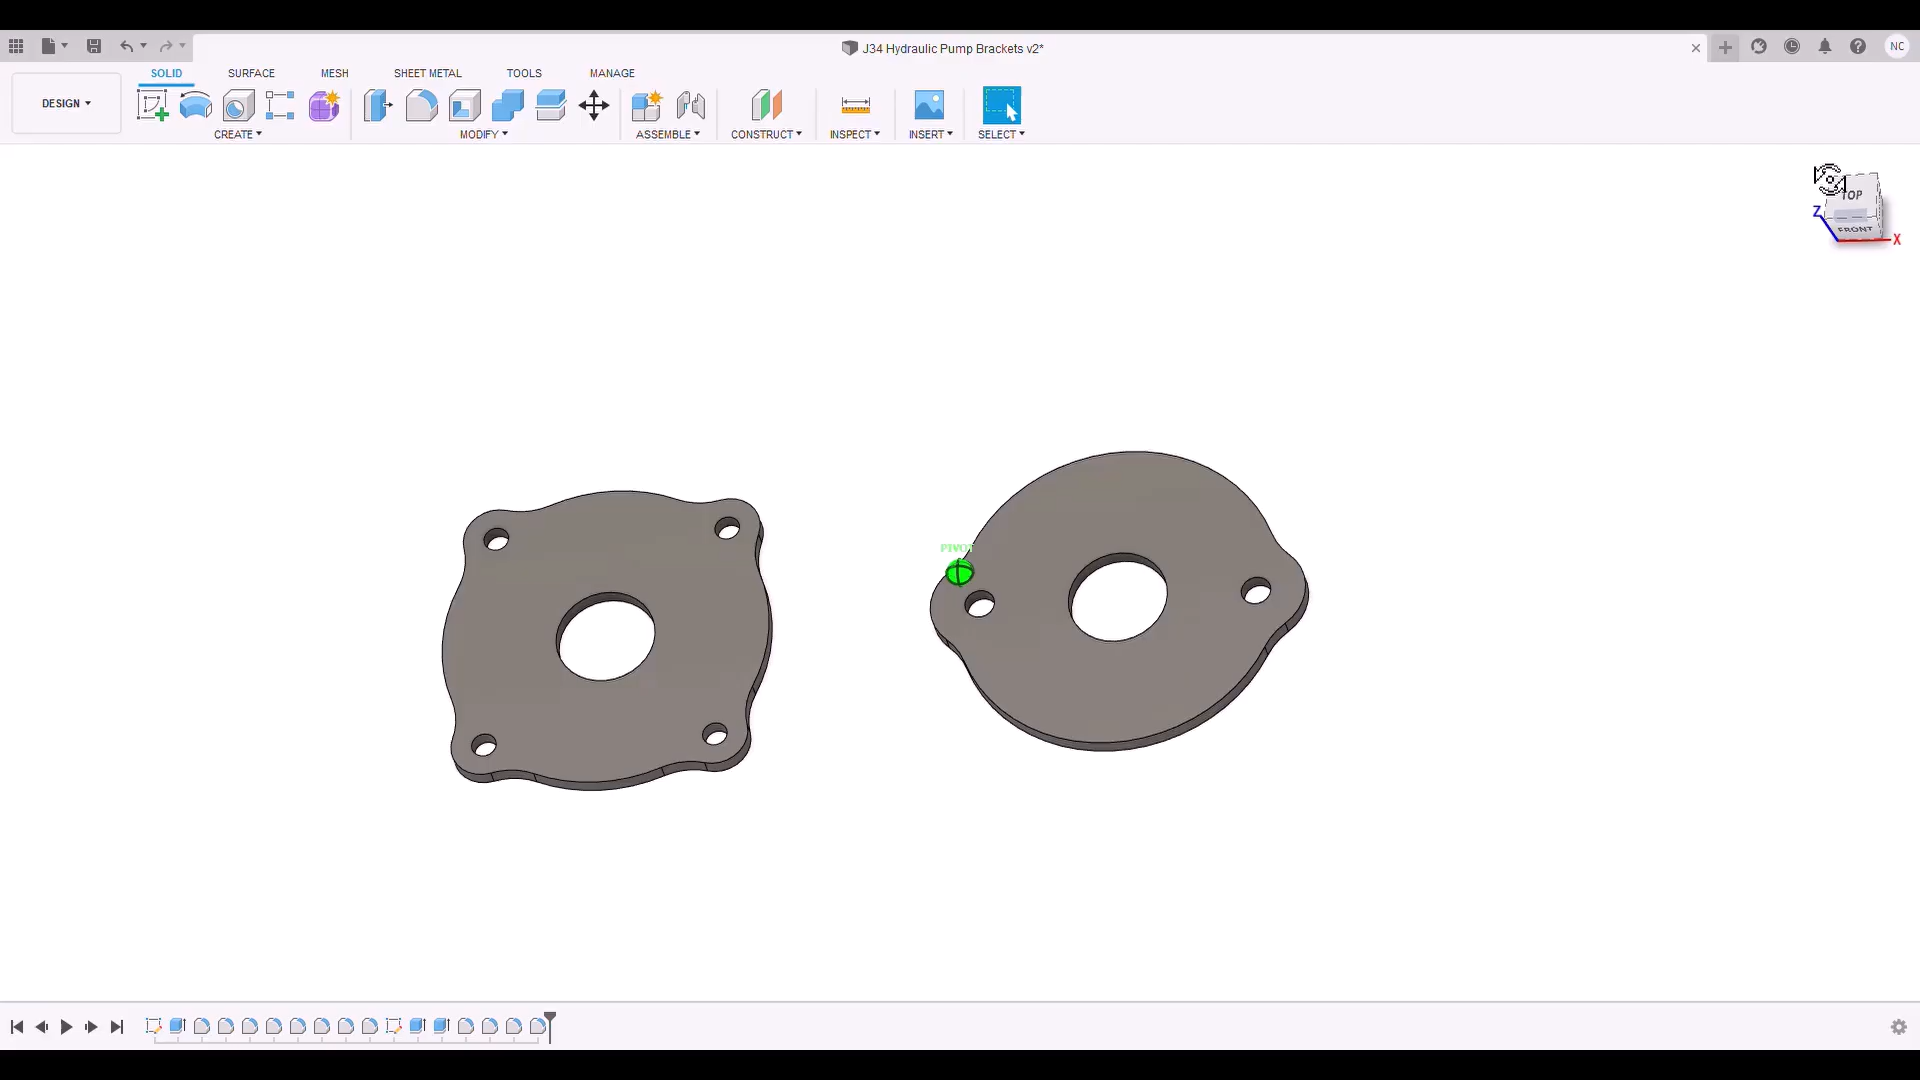 J34 Hydraulic Pump Brackets v2*
NC
SOLID SURFACE MESH SHEET METAL TOOLS MANAGE
DESIGN
CREATE MODIFY ASSEMBLE CONSTRUCT INSPECT INSERT SELECT
TOP
Z
FRONT
X
PIVOT